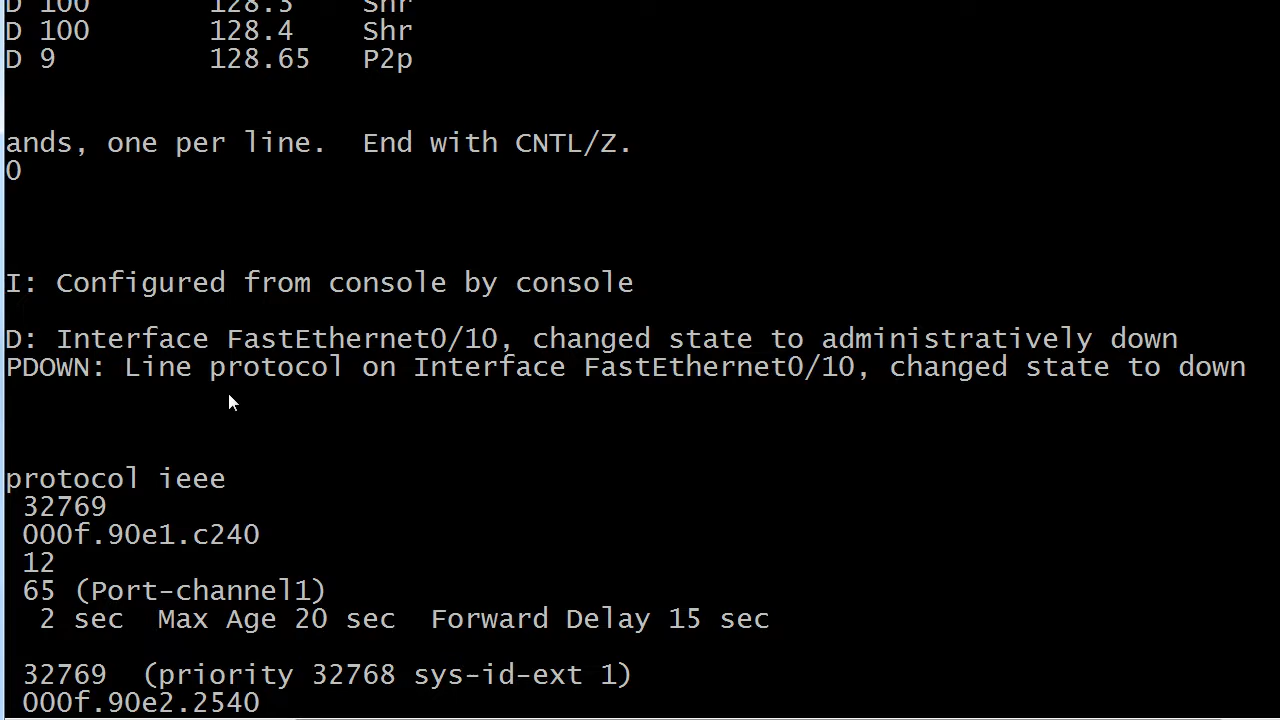 D 100 128.3 Shr
D 100 128.4 Shr
D 9 128.65 P2p
ands, one per line. End with CNTL/Z.
0
I: Configured from console by console
D: Interface FastEthernet0/10, changed state to administratively down
PDOWN: Line protocol on Interface FastEthernet0/10, changed state to down
protocol ieee
32769
000f.90e1.c240
12
65 (Port-channel1)
2 sec Max Age 20 sec Forward Delay 15 sec
32769 (priority 32768 sys-id-ext 1)
000f.90e2.2540